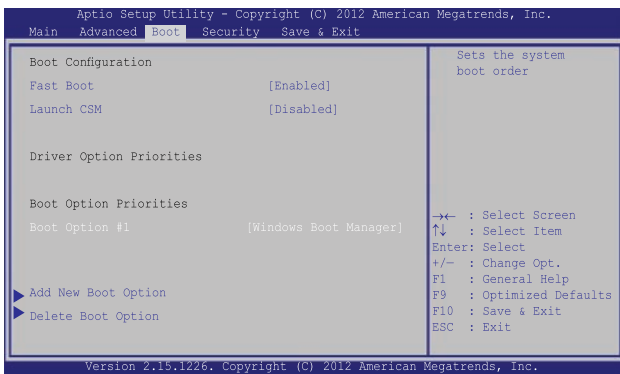 Aptio Setup Utility - Copyright (C) 2012 American Megatrends, Inc.
Main Advanced Boot Security Save & Exit
Boot Configuration
Fast Boot [Enabled]
Launch CSM [Disabled]
Driver Option Priorities
Boot Option Priorities
Boot Option #1 [Windows Boot Manager]
Add New Boot Option
Delete Boot Option
Sets the system
boot order
→← : Select Screen
↑↓ : Select Item
Enter: Select
+/— : Change Opt.
F1 : General Help
F9 : Optimized Defaults
F10 : Save & Exit
ESC : Exit
Version 2.15.1226. Copyright (C) 2012 American Megatrends, Inc.